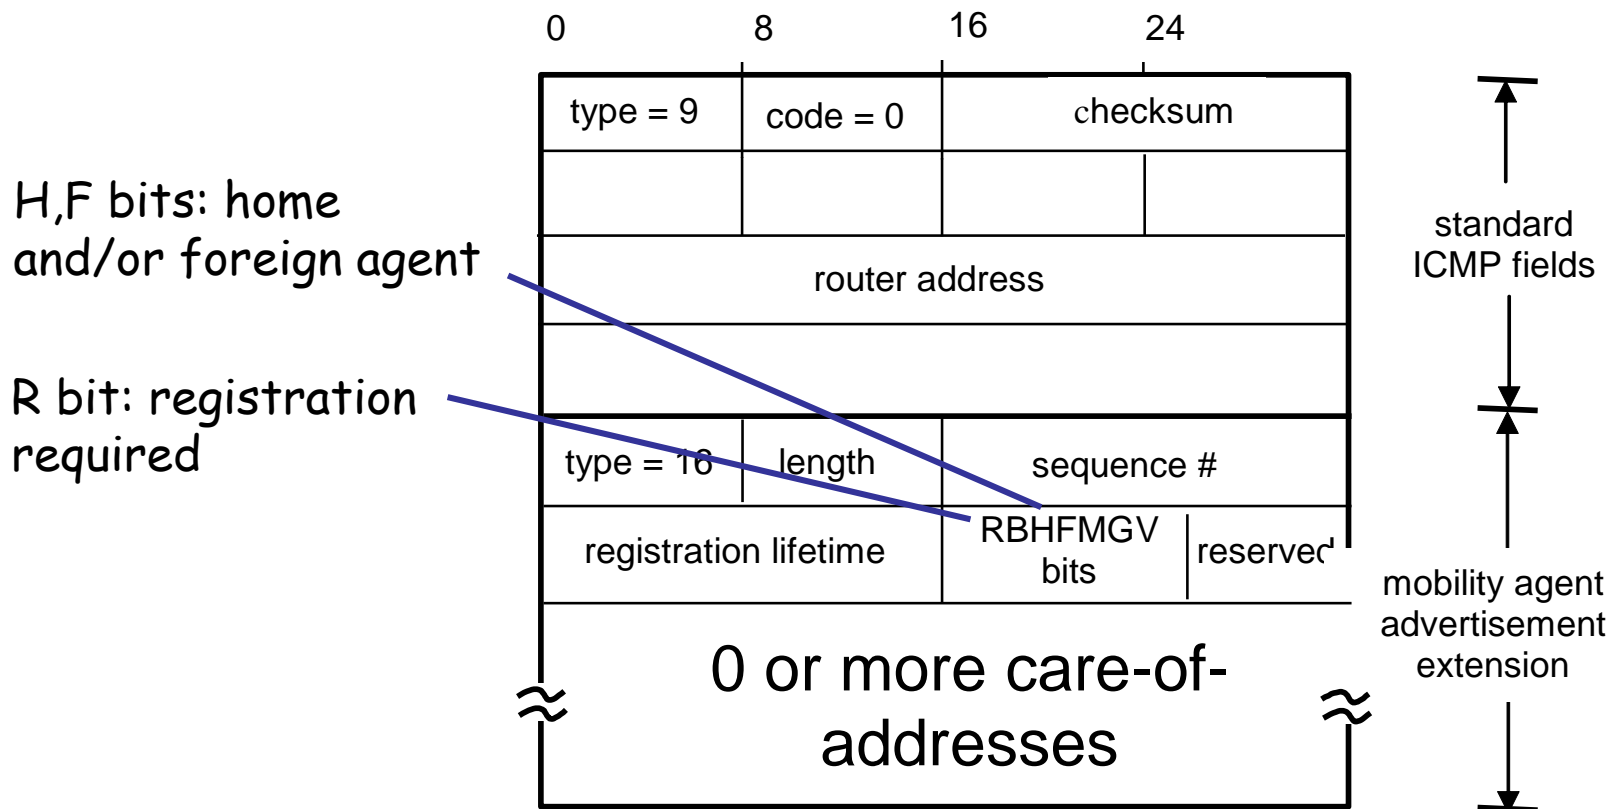 0 8 16 24
type = 9 code = 0 checksum
H,F bits: home
and/or foreign agent
standard
ICMP fields
router address
R bit: registration
required
type = 16 length sequence #
registration lifetime
RBHFMGV
bits
reserved
mobility agent
advertisement
extension
0 or more care-of-
addresses